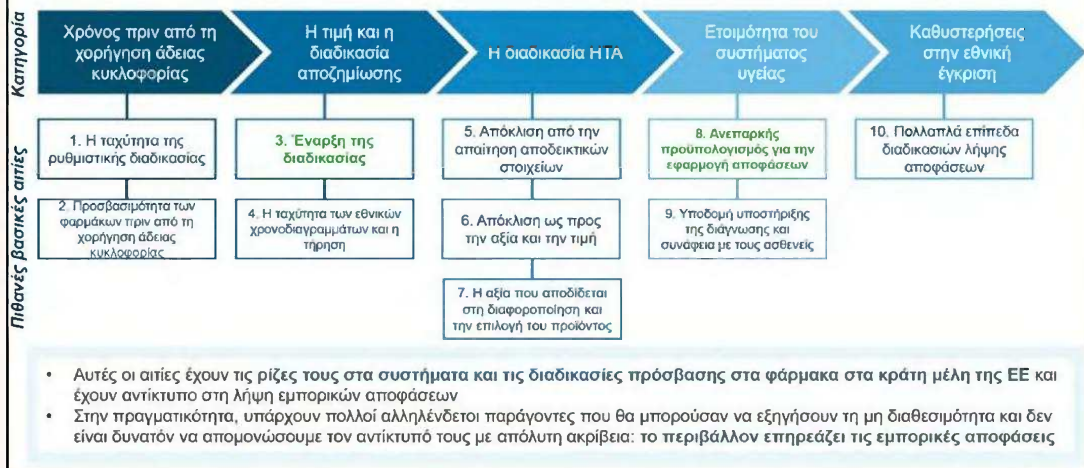 Κατηγορία
Χρόνος πριν από τη
χορήγηση άδειας
κυκλοφορίας
Η τιμή και η
διαδικασία
αποζημίωσης
Η διαδικασία HTA
Ετοιμότητα του
συστήματος
υγείας
Καθυστερήσεις
στην εθνική
έγκριση
Πιθανές βασικές αιτίες
1. Η ταχύτητα της
ρυθμιστικής διαδικασίας
2. Προσβασιμότητα των
φαρμάκων πριν από τη
χορήγηση άδειας
κυκλοφορίας
3. Έναρξη της
διαδικασίας
4. Η ταχύτητα των εθνικών
χρονοδιαγραμμάτων και η
τήρηση
5. Απόκλιση από την
απαίτηση αποδεικτικών
στοιχείων
6. Απόκλιση ως προς
την αξία και την τιμή
7. Η αξία που αποδίδεται
στη διαφοροποίηση και
την επιλογή του προϊόντος
8. Ανεπαρκής
προϋπολογισμός για την
εφαρμογή αποφάσεων
9. Υποδομή υποστήριξης
της διάγνωσης και
συνάφεια με τους ασθενείς
10. Πολλαπλά επίπεδα
διαδικασιών λήψης
αποφάσεων
• Αυτές οι αιτίες έχουν τις ρίζες τους στα συστήματα και τις διαδικασίες πρόσβασης στα φάρμακα στα κράτη μέλη της ΕΕ και
έχουν αντίκτυπο στη λήψη εμπορικών αποφάσεων
• Στην πραγματικότητα, υπάρχουν πολλοί αλληλένδετοι παράγοντες που θα μπορούσαν να εξηγήσουν τη μη διαθεσιμότητα και δεν
είναι δυνατόν να απομονώσουμε τον αντίκτυπό τους με απόλυτη ακρίβεια: το περιβάλλον επηρεάζει τις εμπορικές αποφάσεις